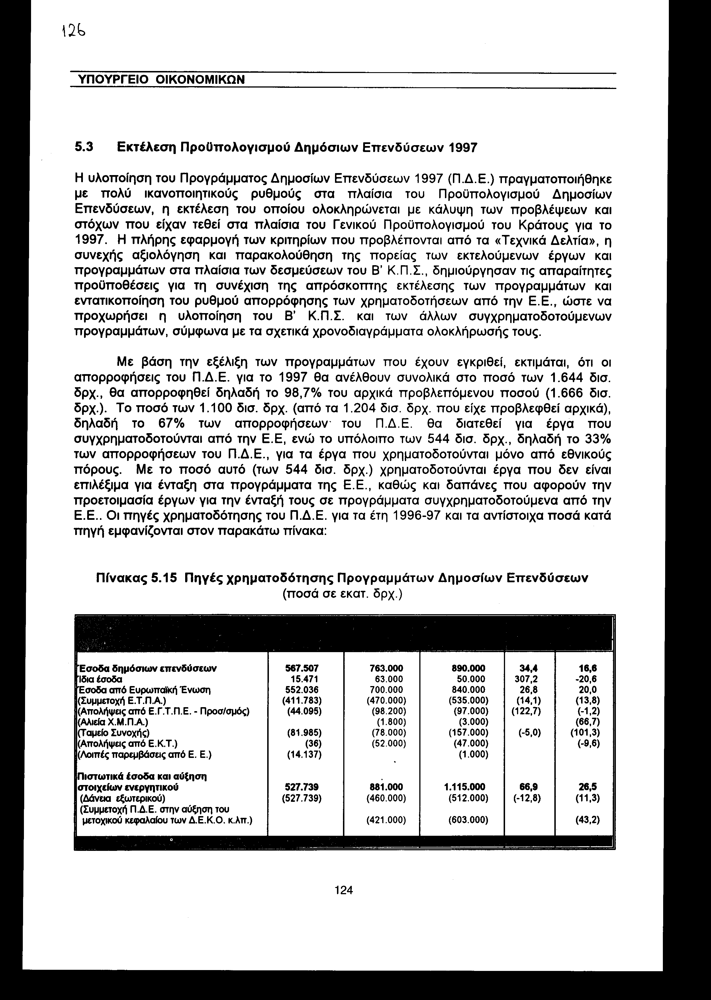 126
ΥΠΟΥΡΓΕΙΟ ΟΙΚΟΝΟΜΙΚΩΝ
5.3 Εκτέλεση Προϋπολογισμού Δημόσιων Επενδύσεων 1997
Η υλοποίηση του Προγράμματος Δημοσίων Επενδύσεων 1997 (Π.Δ.Ε.) πραγματοποιήθηκε
με πολύ ικανοποιητικούς ρυθμούς στα πλαίσια του Προϋπολογισμού Δημοσίων
Επενδύσεων, η εκτέλεση του οποίου ολοκληρώνεται με κάλυψη των προβλέψεων και
στόχων που είχαν τεθεί στα πλαίσια του Γενικού Προϋπολογισμού του Κράτους για το
1997. Η πλήρης εφαρμογή των κριτηρίων που προβλέπονται από τα «Τεχνικά Δελτία», η
συνεχής αξιολόγηση και παρακολούθηση της πορείας των εκτελούμενων έργων και
προγραμμάτων στα πλαίσια των δεσμεύσεων του Β' Κ.Π.Σ., δημιούργησαν τις απαραίτητες
προϋποθέσεις για τη συνέχιση της απρόσκοπτης εκτέλεσης των προγραμμάτων και
εντατικοποίηση του ρυθμού απορρόφησης των χρηματοδοτήσεων από την Ε.Ε., ώστε να
προχωρήσει η υλοποίηση του Β' Κ.Π.Σ. και των άλλων συγχρηματοδοτούμενων
προγραμμάτων, σύμφωνα με τα σχετικά χρονοδιαγράμματα ολοκλήρωσής τους.
Με βάση την εξέλιξη των προγραμμάτων που έχουν εγκριθεί, εκτιμάται, ότι οι
απορροφήσεις του Π.Δ.Ε. για το 1997 θα ανέλθουν συνολικά στο ποσό των 1.644 δισ.
δρχ., θα απορροφηθεί δηλαδή το 98,7% του αρχικά προβλεπόμενου ποσού (1.666 δισ.
δρχ.). Το ποσό των 1.100 δισ. δρχ. (από τα 1.204 δισ. δρχ. που είχε προβλεφθεί αρχικά),
δηλαδή το 67% των απορροφήσεων του Π.Δ.Ε. θα διατεθεί για έργα που
συγχρηματοδοτούνται από την Ε.Ε, ενώ το υπόλοιπο των 544 δισ. δρχ., δηλαδή το 33%
των απορροφήσεων του Π.Δ.Ε., για τα έργα που χρηματοδοτούνται μόνο από εθνικούς
πόρους. Με το ποσό αυτό (των 544 δισ. δρχ.) χρηματοδοτούνται έργα που δεν είναι
επιλέξιμα για ένταξη στα προγράμματα της Ε.Ε., καθώς και δαπάνες που αφορούν την
προετοιμασία έργων για την ένταξή τους σε προγράμματα συγχρηματοδοτούμενα από την
Ε.Ε.. Οι πηγές χρηματοδότησης του Π.Δ.Ε. για τα έτη 1996-97 και τα αντίστοιχα ποσά κατά
πηγή εμφανίζονται στον παρακάτω πίνακα:
Πίνακας 5.15 Πηγές χρηματοδότησης Προγραμμάτων Δημοσίων Επενδύσεων
(ποσά σε εκατ. δρχ.)
Έσοδα δημόσιων επενδύσεων 567.507 763.000 890.000 34,4 16,6
Ίδια έσοδα 15.471 63.000 50.000 307,2 -20,6
Έσοδα από Ευρωπαϊκή Ένωση 552.036 700.000 840.000 26,8 20,0
(Συμμετοχή Ε.Τ.Π.Α.) (411.783) (470.000) (535.000) (14,1) (13,8)
(Απολήψεις από Ε.Γ.Τ.Π.Ε. - Προσ/σμός) (44.095) (98.200) (97.000) (122,7) (-1,2)
(Αλιεία Χ.Μ.Π.Α.) (1.800) (3.000) (66,7)
(Ταμείο Συνοχής) (81.985) (78.000) (157.000) (-5,0) (101,3)
(Απολήψεις από Ε.Κ.Τ.) (36) (52.000) (47.000) (-9,6)
(Λοιπές παρεμβάσεις από Ε. Ε.) (14.137) (1.000)
Πιστωτικά έσοδα και αύξηση
στοιχείων ενεργητικού 527.739 881.000 1.115.000 66,9 26,5
(Δάνεια εξωτερικού) (527.739) (460.000) (512.000) (-12,8) (11,3)
(Συμμετοχή Π.Δ.Ε. στην αύξηση του
μετοχικού κεφαλαίου των Δ.Ε.Κ.Ο. κ.λπ.) (421.000) (603.000) (43,2)
124